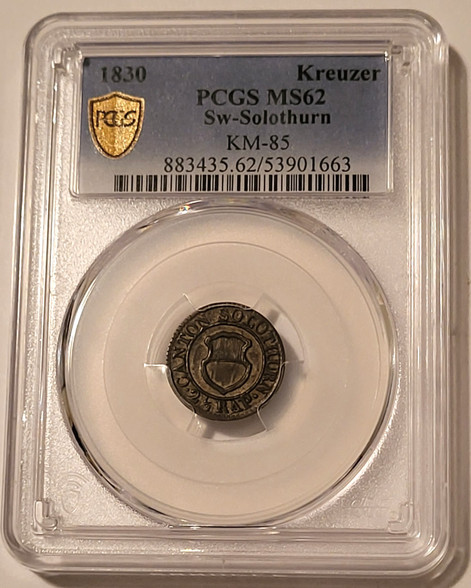 1830 Kreuzer
PCGS MS62
Sw-Solothurn
KM-85
883435.62/53901663
PCGS
CANTON SOLOTHURN